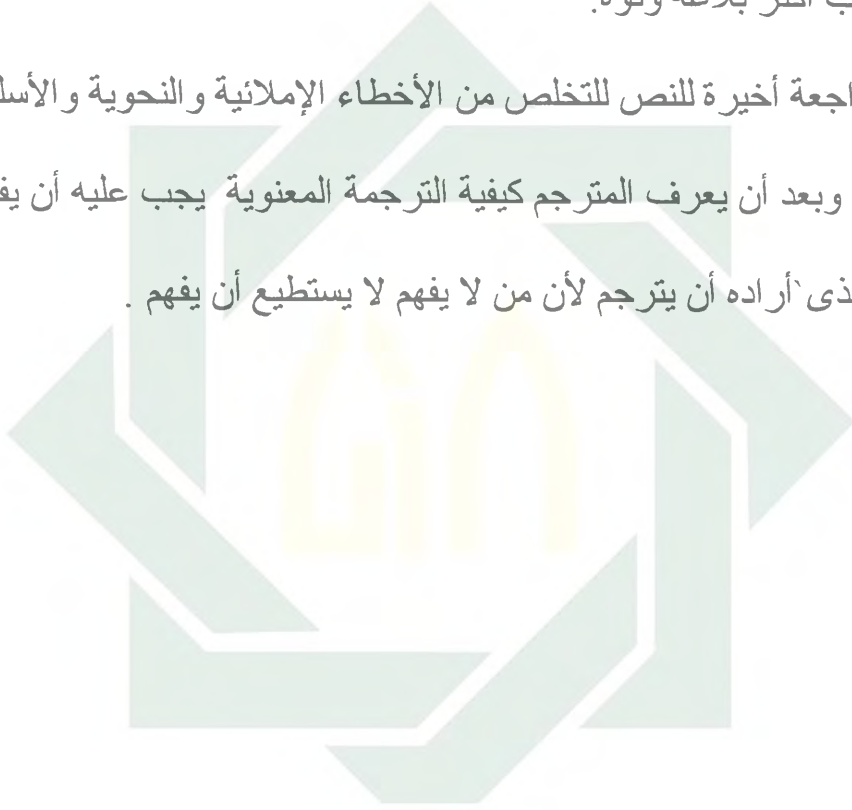 أكثر بلاغة وقوة.
اجعة أخيرة للنص للتخلص من الأخطاء الإملائية والنحوية والأسل
وبعد أن يعرف المترجم كيفية الترجمة المعنوية يجب عليه أن يف
ذى`أراده أن يترجم لأن من لا يفهم لا يستطيع أن يفهم .